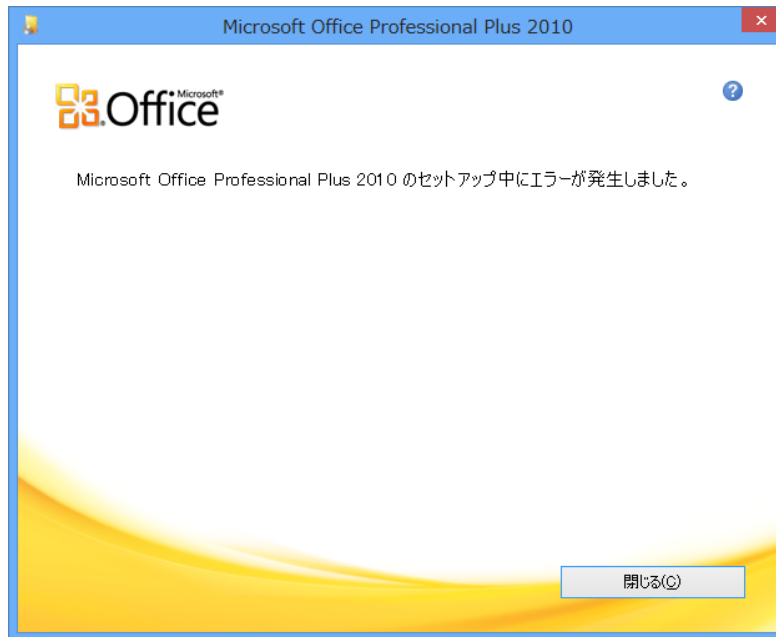 Microsoft Office Professional Plus 2010
Microsoft®
Office
Microsoft Office Professional Plus 2010 のセットアップ中にエラーが発生しました。
閉じる(C)